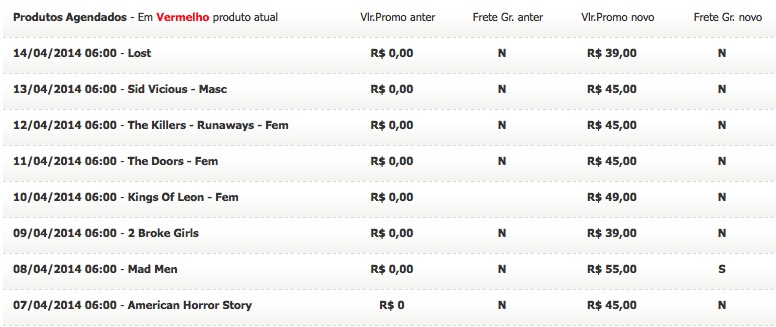 Produtos Agendados - Em Vermelho produto atual Vlr.Promo anter Frete Gr. anter Vlr.Promo novo Frete Gr. novo
14/04/2014 06:00 - Lost R$ 0,00 N R$ 39,00 N
13/04/2014 06:00 - Sid Vicious - Masc R$ 0,00 N R$ 45,00 N
12/04/2014 06:00 - The Killers - Runaways - Fem R$ 0,00 N R$ 45,00 N
11/04/2014 06:00 - The Doors - Fem R$ 0,00 N R$ 45,00 N
10/04/2014 06:00 - Kings Of Leon - Fem R$ 0,00 R$ 49,00 N
09/04/2014 06:00 - 2 Broke Girls R$ 0,00 N R$ 39,00 N
08/04/2014 06:00 - Mad Men R$ 0,00 N R$ 55,00 S
07/04/2014 06:00 - American Horror Story R$ 0 N R$ 45,00 N